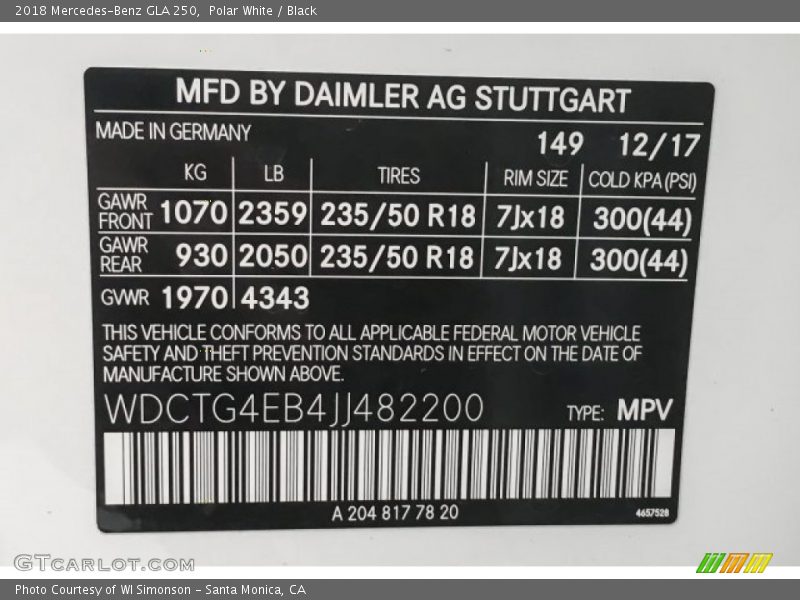 2018 Mercedes-Benz GLA 250,  Polar White / Black
MFD BY DAIMLER AG STUTTGART
MADE IN GERMANY 149 12/17
KG LB TIRES RIM SIZE COLD KPA (PSI)
GAWR FRONT 1070 2359 235/50 R18 7Jx18 300(44)
GAWR REAR 930 2050 235/50 R18 7Jx18 300(44)
GVWR 1970 4343
THIS VEHICLE CONFORMS TO ALL APPLICABLE FEDERAL MOTOR VEHICLE
SAFETY AND THEFT PREVENTION STANDARDS IN EFFECT ON THE DATE OF
MANUFACTURE SHOWN ABOVE.
WDCTG4EB4JJ482200 TYPE: MPV
A 204 817 78 20 4657528
GTCARLOT.COM
Photo Courtesy of WI Simonson - Santa Monica, CA